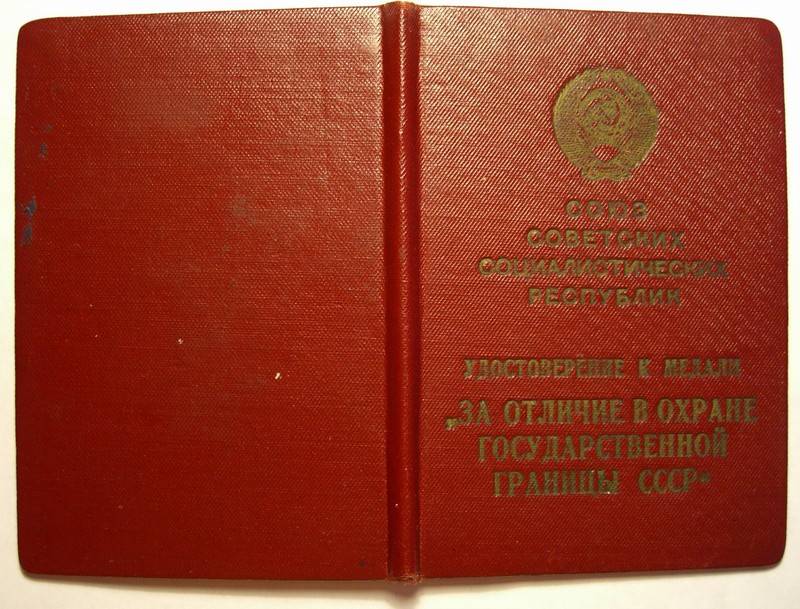 СОЮЗ
СОВЕТСКИХ
СОЦИАЛИСТИЧЕСКИХ
РЕСПУБЛИК
УДОСТОВЕРЕНИЕ К МЕДАЛИ
„ЗА ОТЛИЧИЕ В ОХРАНЕ
ГОСУДАРСТВЕННОЙ
ГРАНИЦЫ СССР“